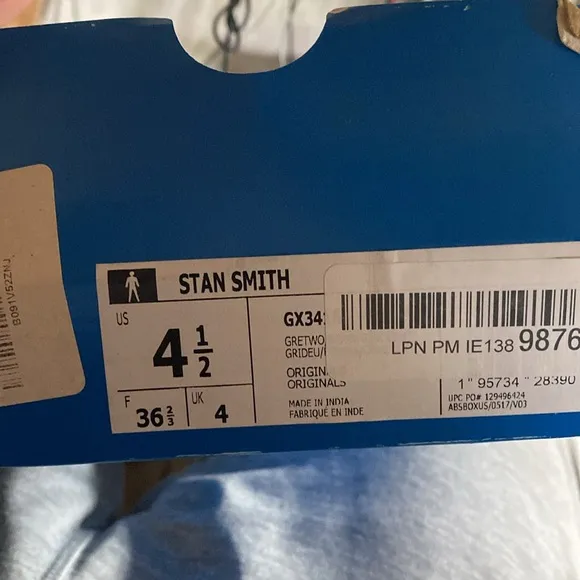 B091V52ZNJ
STAN SMITH
US
4 1/2
F
36 2/3
UK
4
GX34
GRETWO
GRIDEU/
ORIGIN
ORIGINALS
MADE IN INDIA
FABRIQUÉ EN INDE
LPN PM IE138 9876
1 95734 28390
UPC PO# 129496424
ABSBOXUS/0517/V03